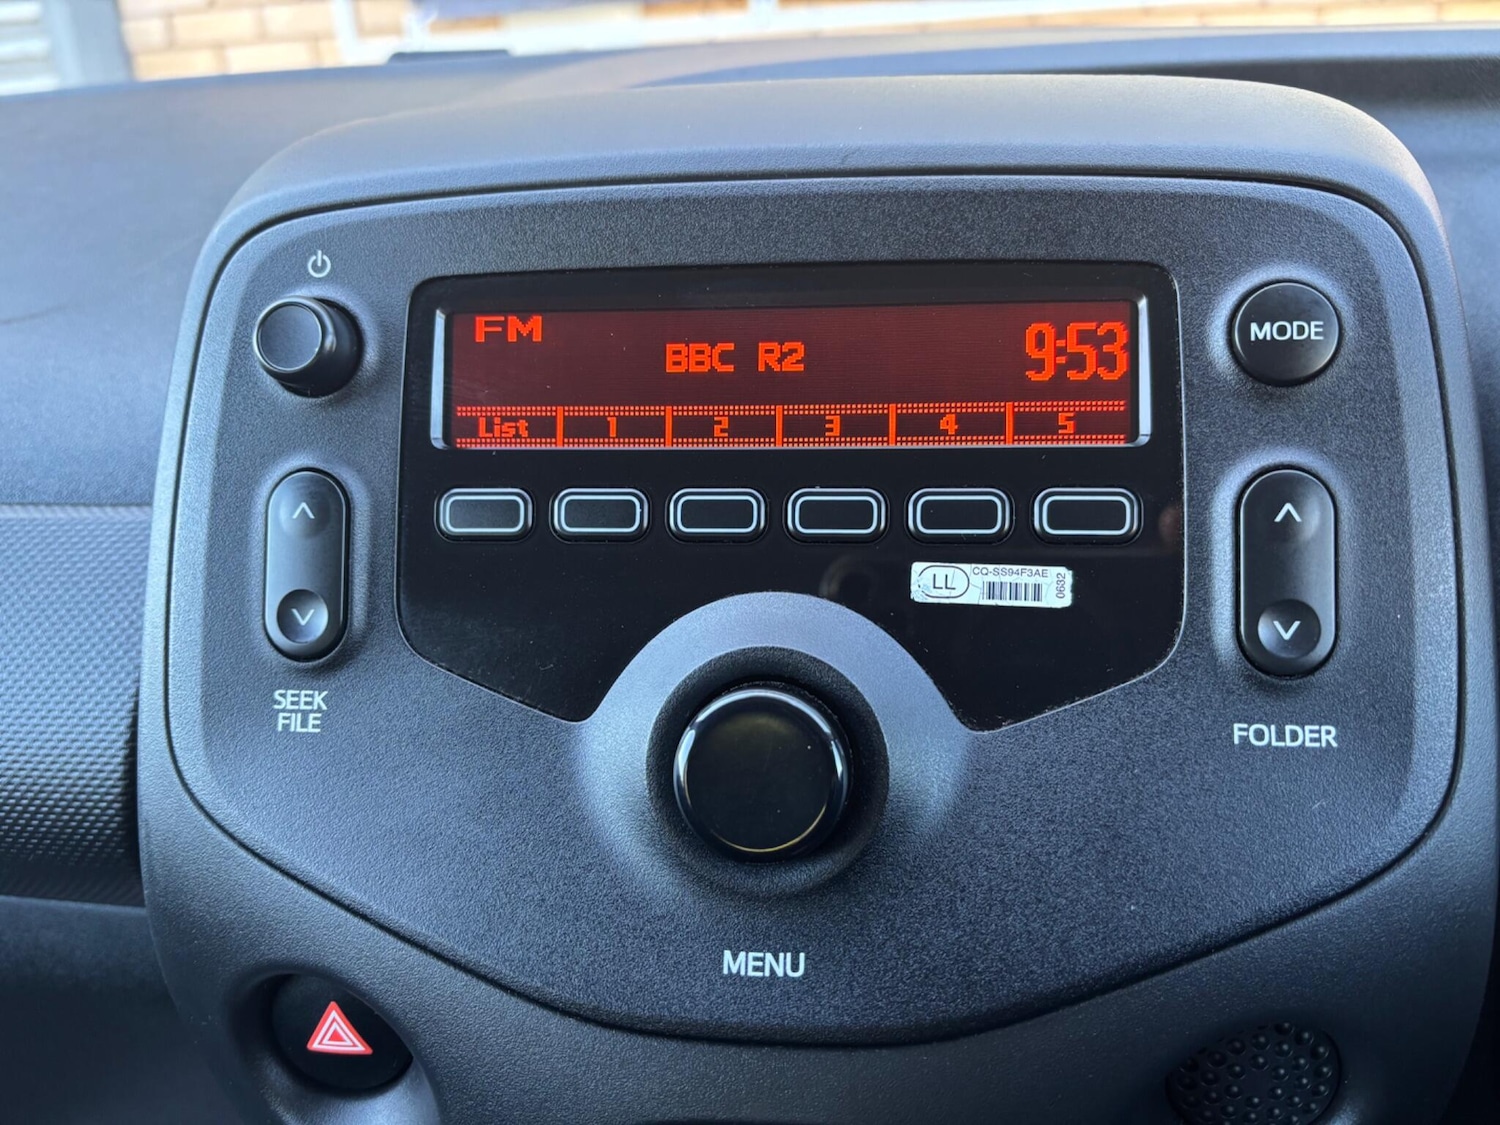 FM
BBC R2
9:53
List 1 2 3 4 5
MODE
LL
CQ-SS94F3AE
0632
SEEK
FILE
FOLDER
MENU